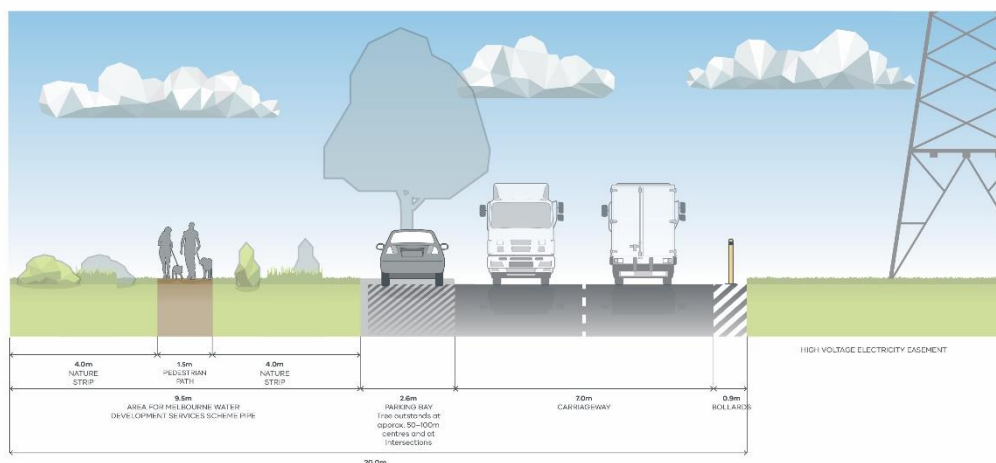 4.0m
NATURE
STRIP
1.5m
PEDESTRIAN
PATH
4.0m
NATURE
STRIP
9.5m
AREA FOR MELBOURNE WATER
DEVELOPMENT SERVICES SCHEME PIPE
2.6m
PARKING BAY
Tree outstands at
approx. 50–100m
centres and at
Intersections
7.0m
CARRIAGEWAY
0.9m
BOLLARDS
HIGH VOLTAGE ELECTRICITY EASEMENT
20.0m